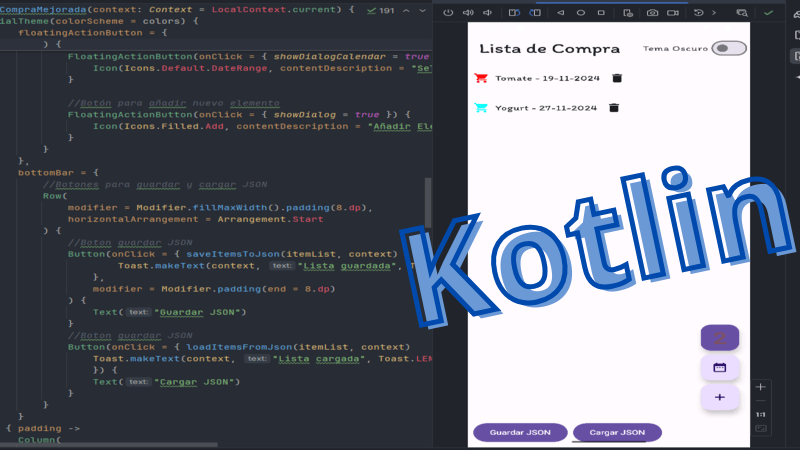 CompraMejorada(context: Context = LocalContext.current) {
191
ialTheme(colorScheme = colors) {
floatingActionButton = {
) {
FloatingActionButton(onClick = { showDialogCalendar = true
Icon(Icons.Default.DateRange, contentDescription = "Se
}
//Botón para añadir nuevo elemento
FloatingActionButton(onClick = { showDialog = true }) {
Icon(Icons.Filled.Add, contentDescription = "Añadir Ele
}
}
},
bottomBar = {
//Botones para guardar y cargar JSON
Row(
modifier = Modifier.fillMaxWidth().padding(8.dp),
horizontalArrangement = Arrangement.Start
) {
//Boton guardar JSON
Button(onClick = { saveItemsToJson(itemList, context)
Toast.makeText(context, text: "Lista guardada",
},
modifier = Modifier.padding(end = 8.dp)
) {
Text( text: "Guardar JSON")
}
//Boton guardar JSON
Button(onClick = { loadItemsFromJson(itemList, context)
Toast.makeText(context, text: "Lista cargada", Toast.LEN
}) {
Text( text: "Cargar JSON")
}
}
}
{ padding ->
Column(
Lista de Compra
Tema Oscuro
Tomate - 19-11-2024
Yogurt - 27-11-2024
Kotlin
+
Guardar JSON
Cargar JSON
+
1:1